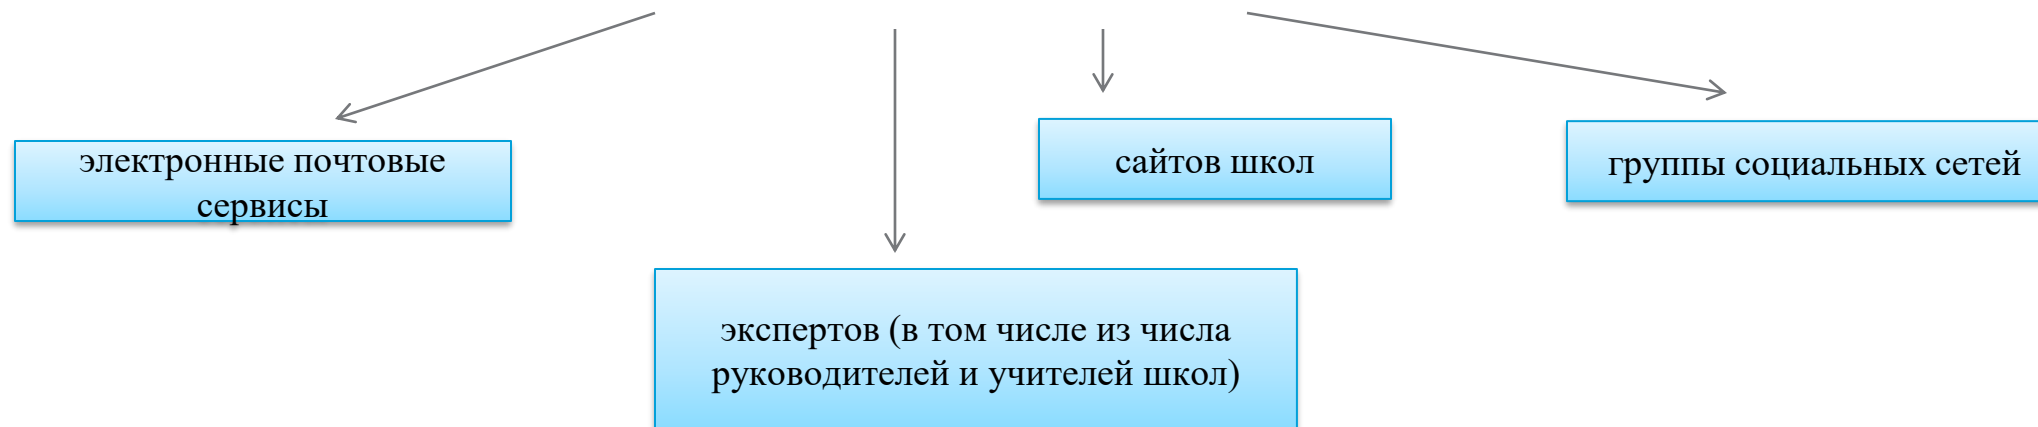 электронные почтовые
сервисы
сайтов школ
группы социальных сетей
экспертов (в том числе из числа
руководителей и учителей школ)